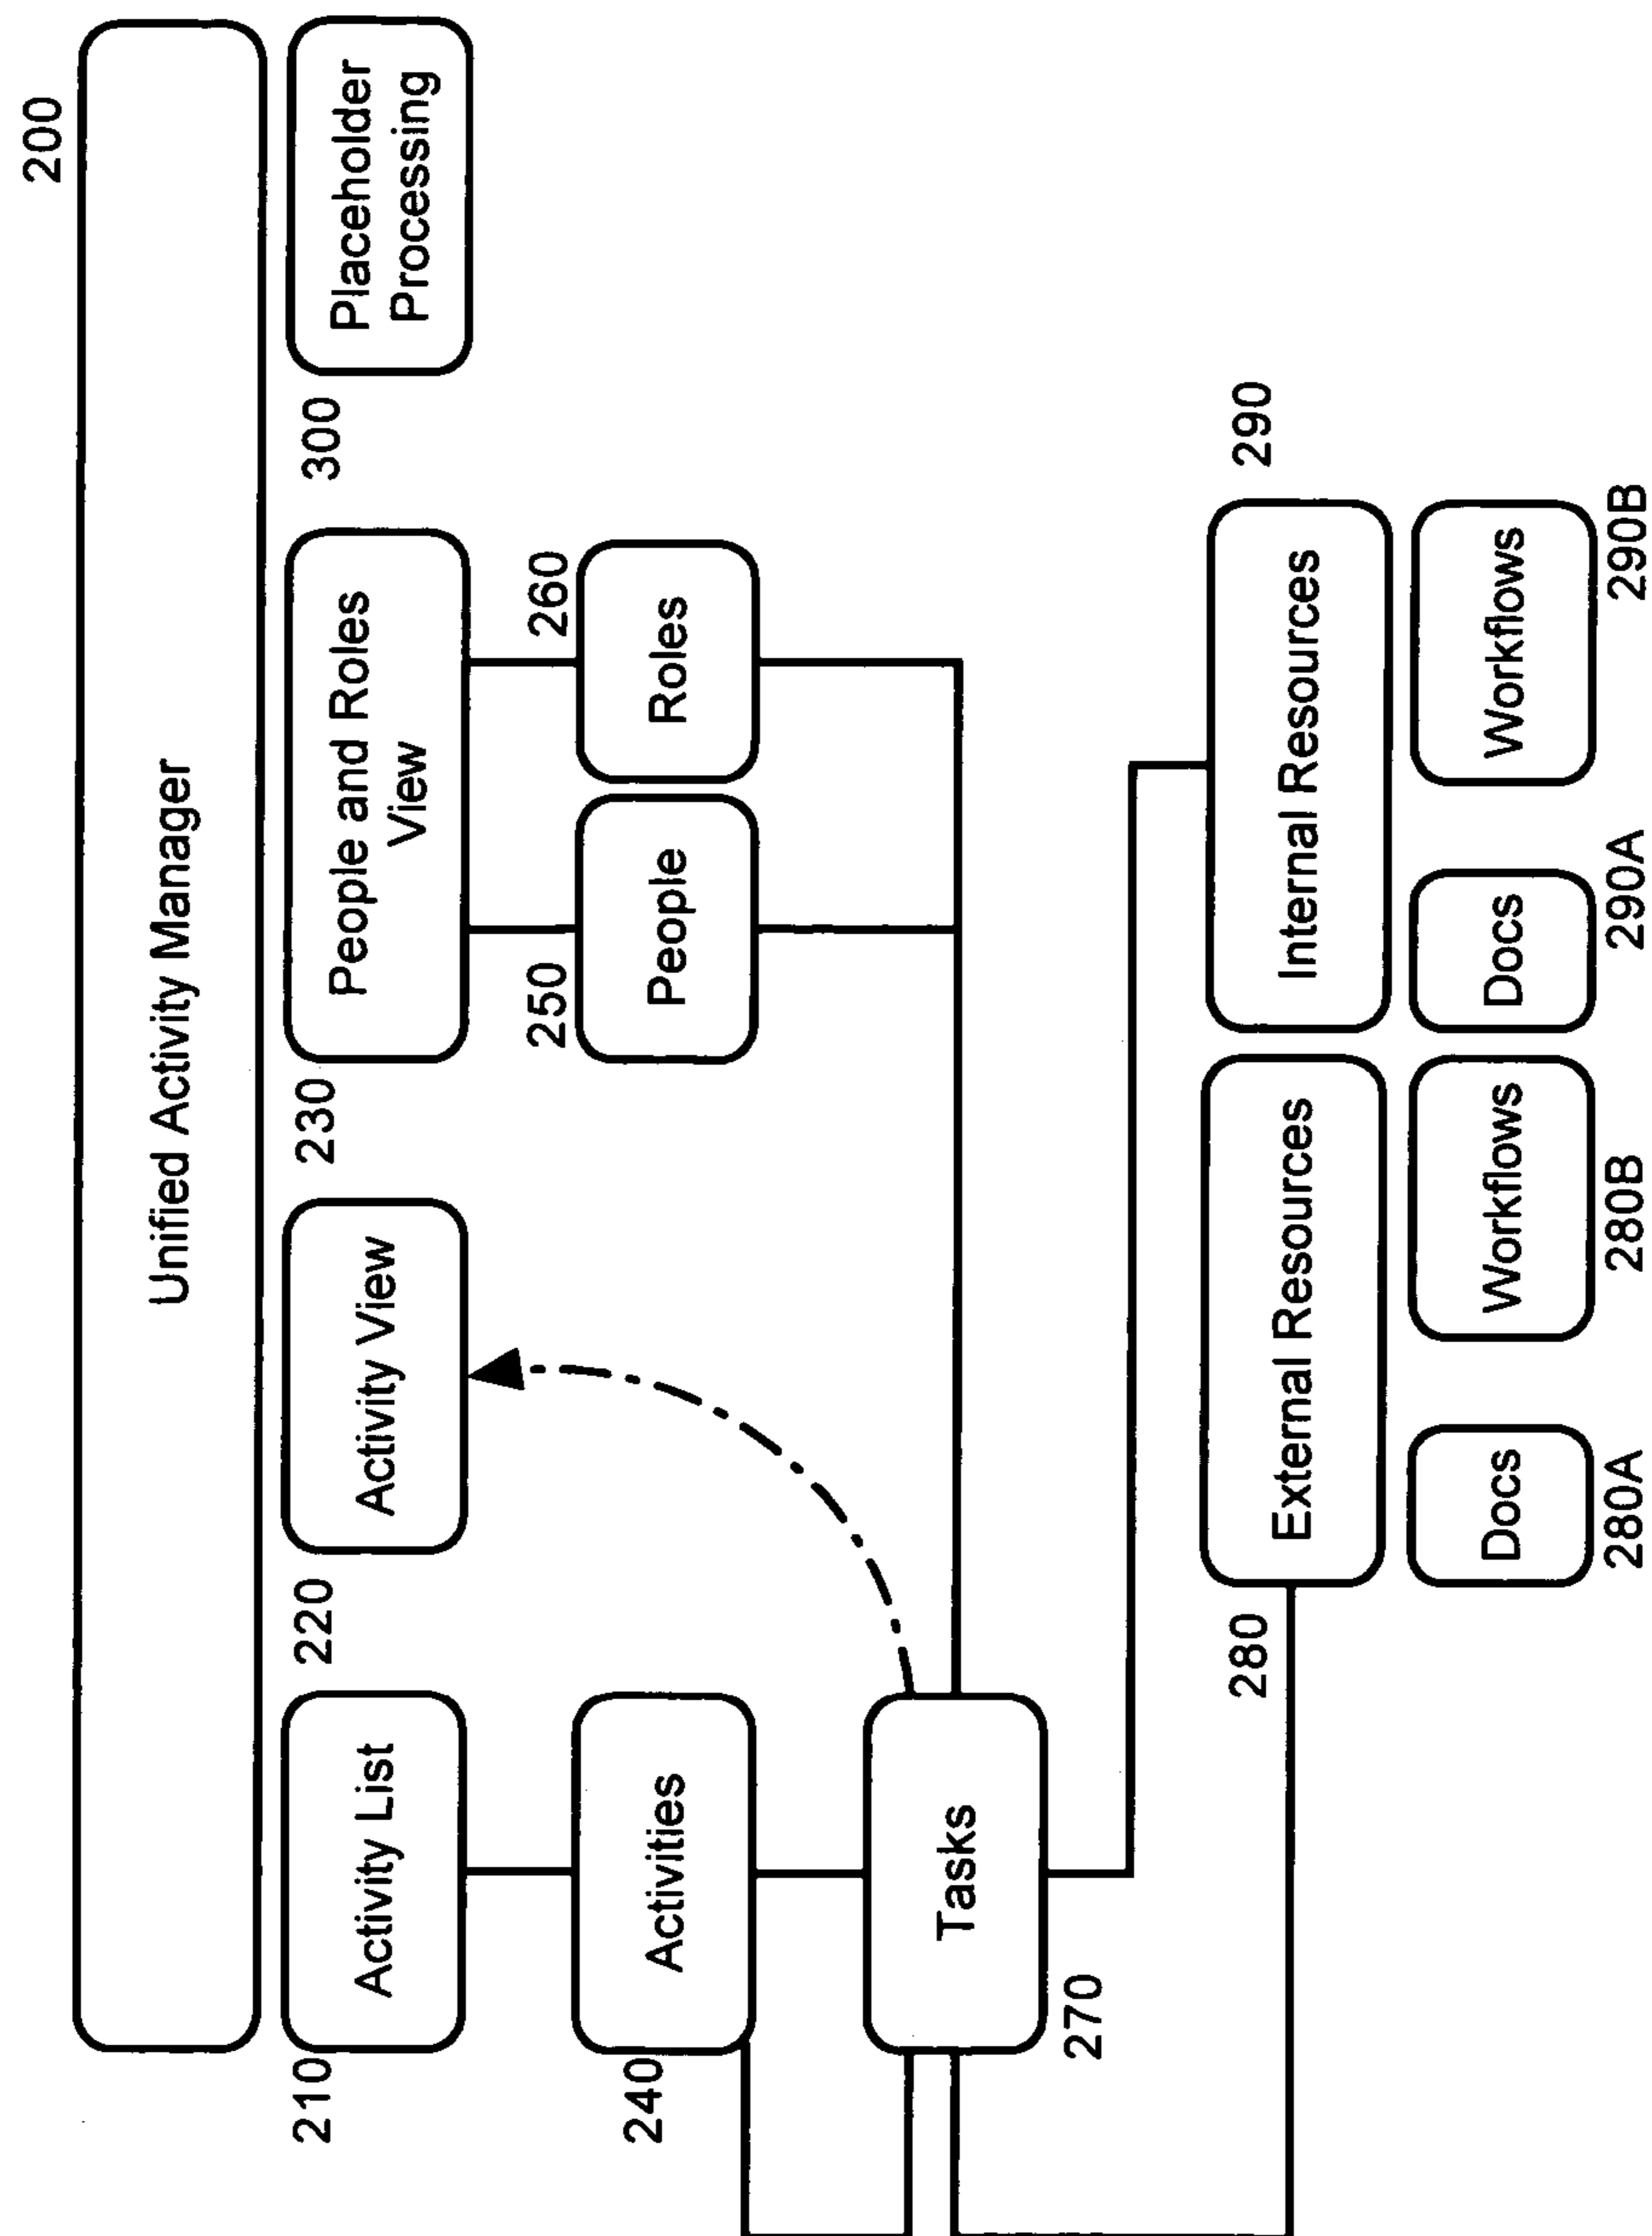 200
Unified Activity Manager
210
Activity List
220
Activity View
230
People and Roles
View
300
Placeholder
Processing
240
Activities
250
People
260
Roles
Tasks
270
280
External Resources
Internal Resources
290
Docs
Workflows
Docs
Workflows
280A
280B
290A
290B